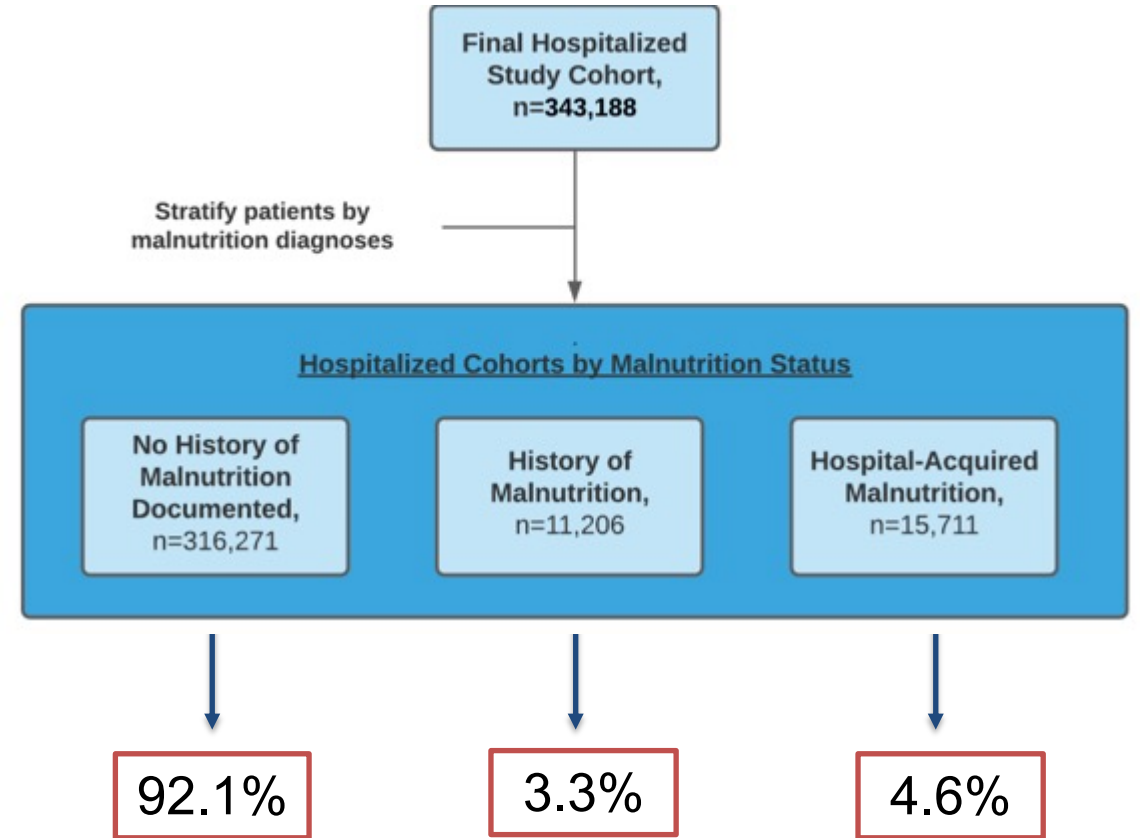 Final Hospitalized
Study Cohort,
n=343,188
Stratify patients by
malnutrition diagnoses
Hospitalized Cohorts by Malnutrition Status
No History of
Malnutrition
Documented,
n=316,271
History of
Malnutrition,
n=11,206
Hospital-Acquired
Malnutrition,
n=15,711
92.1%
3.3%
4.6%